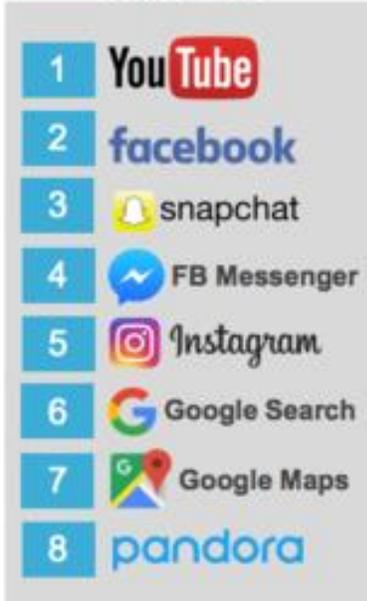 1 YouTube
2 facebook
3 snapchat
4 FB Messenger
5 Instagram
6 G Google Search
7 G Google Maps
8 pandora